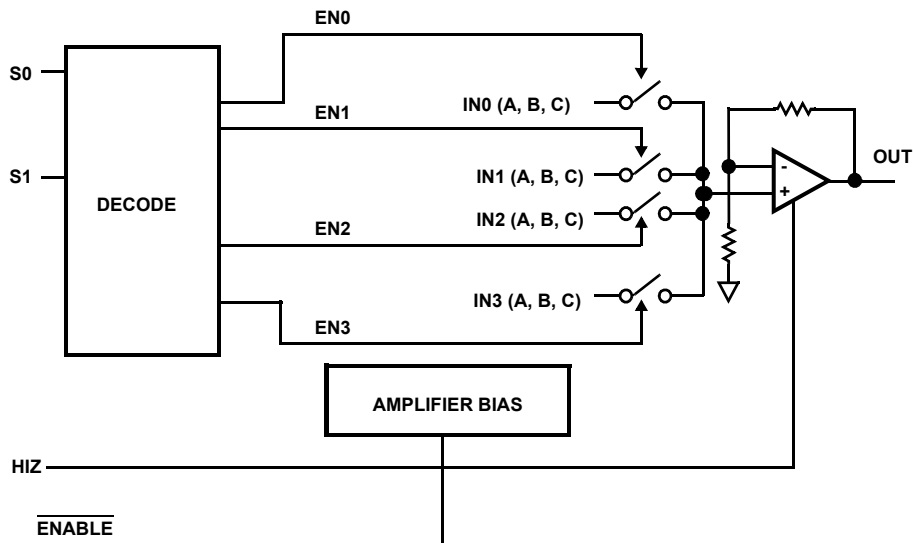 EN0
S0
IN0 (A, B, C)
EN1
OUT
-
S1
IN1 (A, B, C)
+
DECODE
IN2 (A, B, C)
EN2
IN3 (A, B, C)
EN3
AMPLIFIER BIAS
HIZ
ENABLE